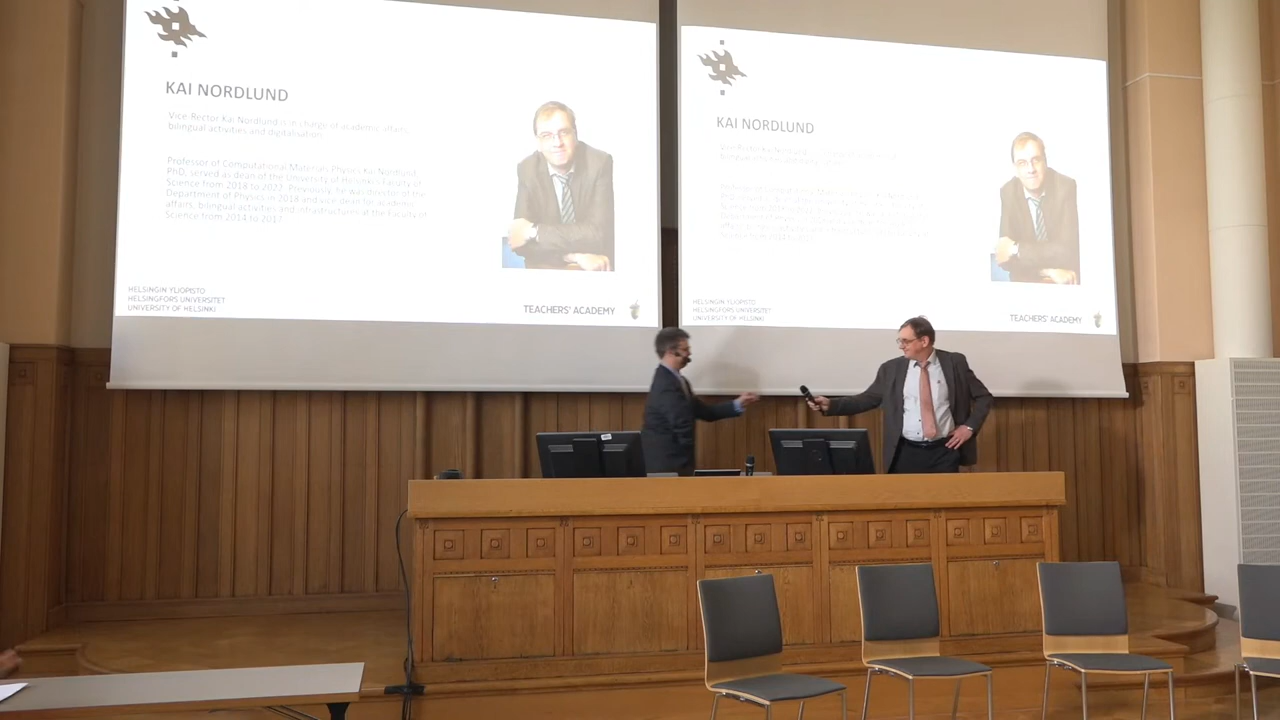 KAI NORDLUND
Vice-Rector Kai Nordlund is in charge of academic affairs,
bilingual activities and digitalisation.
Professor of Computational Materials Physics Kai Nordlund,
PhD, served as dean of the University of Helsinki Faculty of
Science from 2018 to 2022. Previously, he was director of the
Department of Physics in 2018 and vice dean for academic
affairs, bilingual activities and infrastructures at the Faculty of
Science from 2014 to 2017.
HELSINGIN YLIOPISTO
HELSINGFORS UNIVERSITET
UNIVERSITY OF HELSINKI
TEACHERS' ACADEMY
KAI NORDLUND
HELSINGIN YLIOPISTO
HELSINGFORS UNIVERSITET
UNIVERSITY OF HELSINKI
TEACHERS' ACADEMY